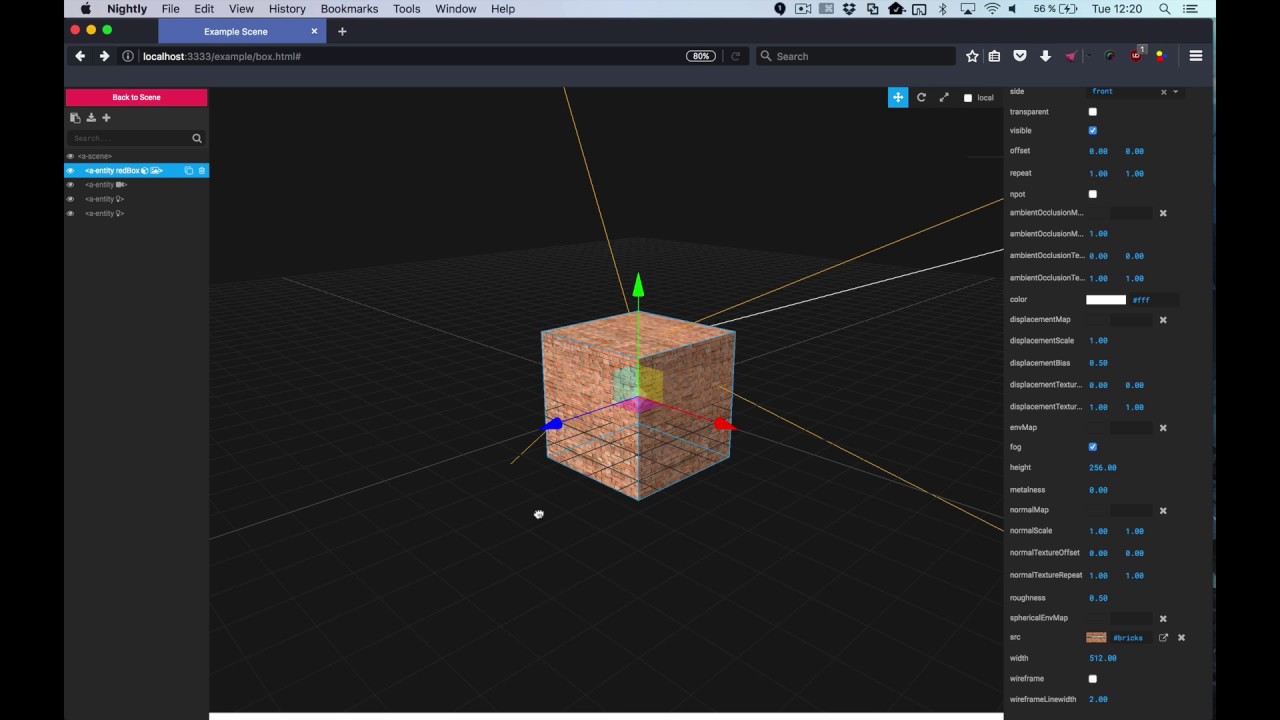 Nightly File Edit View History Bookmarks Tools Window Help 56 % Tue 12:20
Example Scene × +
localhost:3333/example/box.html# 80% Search 1
Back to Scene
Search...
<a-scene>
<a-entity redBox >
<a-entity >
<a-entity >
<a-entity >
local
side front
transparent
visible
offset 0.00 0.00
repeat 1.00 1.00
npot
ambientOcclusionM...
ambientOcclusionM... 1.00
ambientOcclusionTe... 0.00 0.00
ambientOcclusionTe... 1.00 1.00
color #fff
displacementMap
displacementScale 1.00
displacementBias 0.50
displacementTextur... 0.00 0.00
displacementTextur... 1.00 1.00
envMap
fog
height 256.00
metalness 0.00
normalMap
normalScale 1.00 1.00
normalTextureOffset 0.00 0.00
normalTextureRepeat 1.00 1.00
roughness 0.50
sphericalEnvMap
src #bricks
width 512.00
wireframe
wireframeLinewidth 2.00